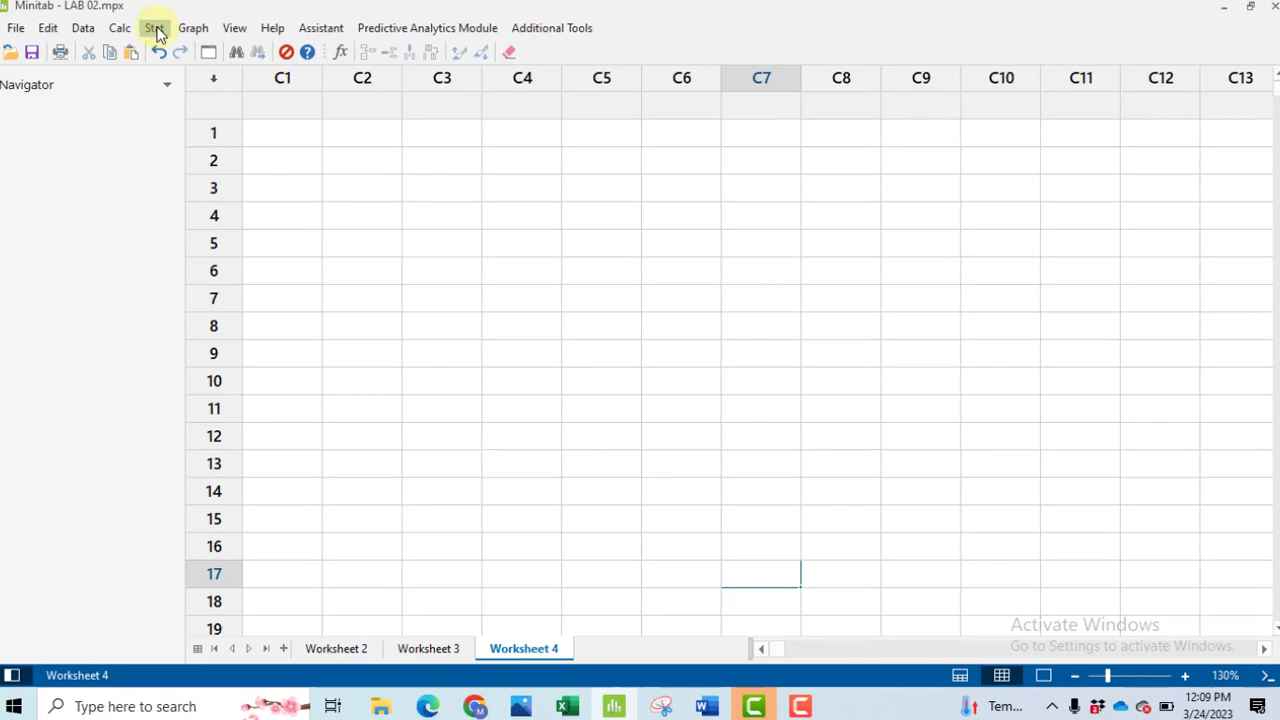 Minitab - LAB 02.mpx
File Edit Data Calc Stat Graph View Help Assistant Predictive Analytics Module Additional Tools
fx
Navigator
C1 C2 C3 C4 C5 C6 C7 C8 C9 C10 C11 C12 C13
1
2
3
4
5
6
7
8
9
10
11
12
13
14
15
16
17
18
19
Activate Windows
Go to Settings to activate Windows.
Worksheet 2 Worksheet 3 Worksheet 4
Worksheet 4 130%
Type here to search Tem... 12:09 PM
3/24/2023